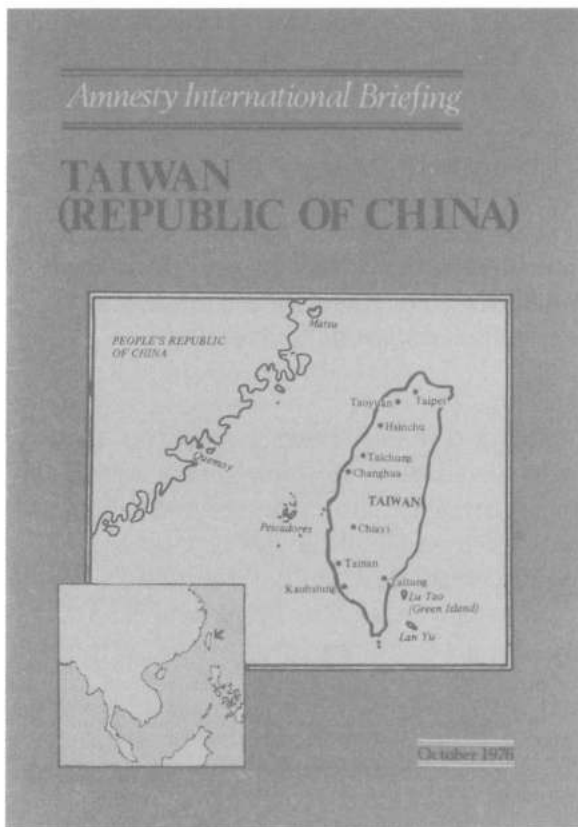 Amnesty International Briefing
TAIWAN
(REPUBLIC OF CHINA)
Matsu
PEOPLE'S REPUBLIC
OF CHINA
Taoyuan
Taipei
Hsinchu
Quemoy
Taichung
Changhua
TAIWAN
Pescadores
Chiayi
Tainan
Taitung
Kaohsiung
Lu Tao
(Green Island)
Lan Yu
October 1976